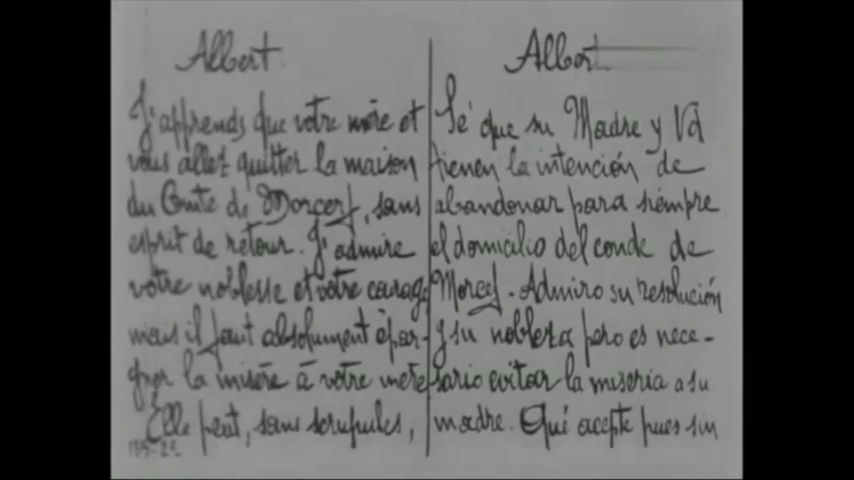 Albert
J'apprends que votre mère et
vous allez quitter la maison
du Comte de Morcerf, sans
esprit de retour. J'admire
votre noblesse et votre courage
mais il faut absolument épar-
gner la misère à votre mère
Elle peut, sans scrupules,
Albert
Sé que su Madre y Vd
tienen la intención de
abandonar para siempre
el domicilio del conde de
Morcef. Admiro su resolución
y su nobleza pero es nece-
sario evitar la miseria a su
madre. Qué acepte pues sin